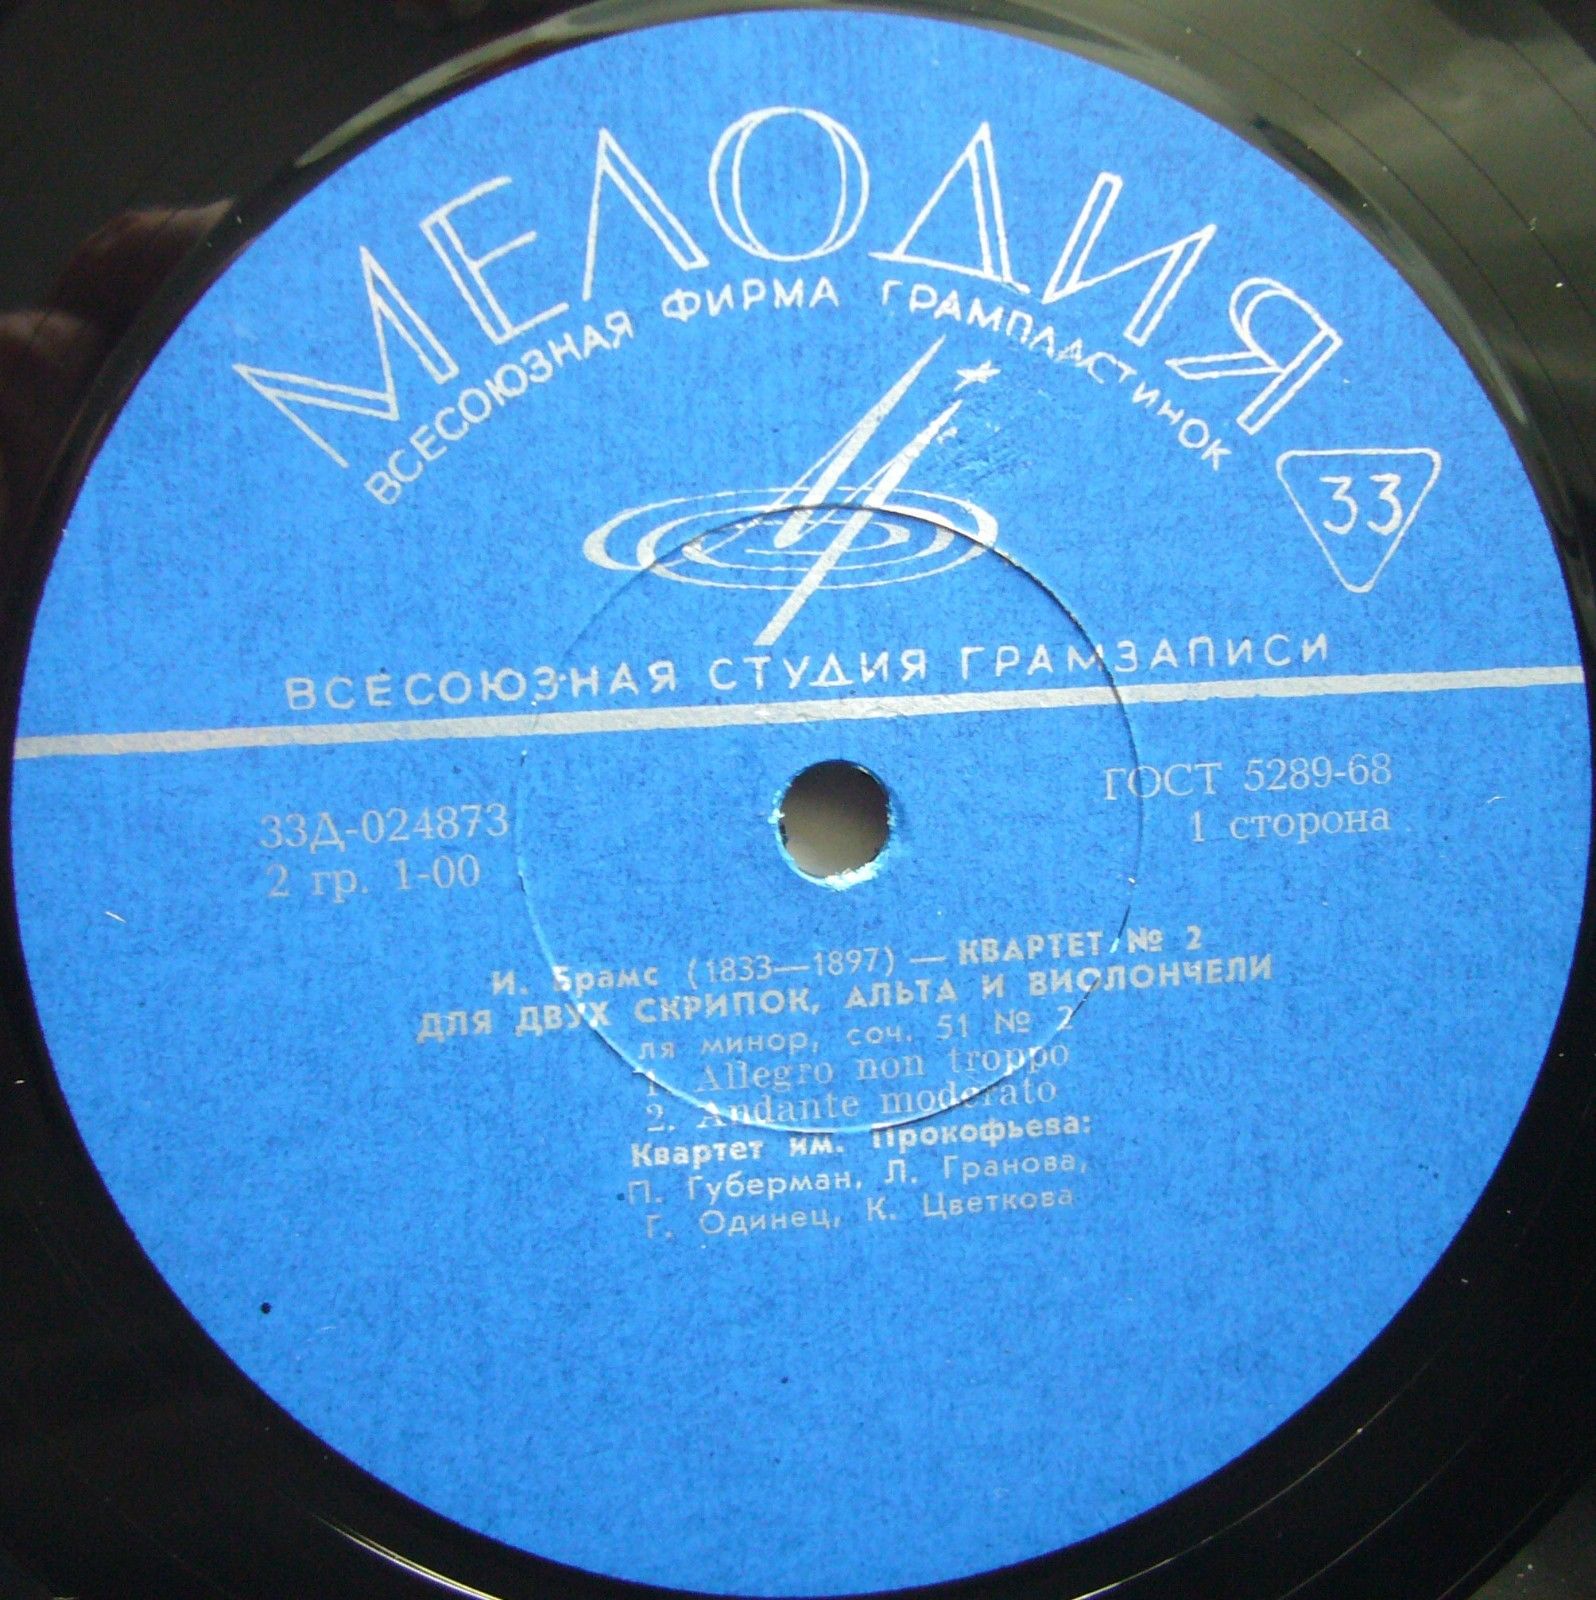 МЕЛОДИЯ
ВСЕСОЮЗНАЯ ФИРМА ГРАМПЛАСТИНОК
33
ВСЕСОЮЗНАЯ СТУДИЯ ГРАМЗАПИСИ
33Д-024873
2 гр. 1-00
ГОСТ 5289-68
1 сторона
И. Брамс (1833—1897) — КВАРТЕТ № 2
ДЛЯ ДВУХ СКРИПОК, АЛЬТА И ВИОЛОНЧЕЛИ
ля минор, соч. 51 № 2
1. Allegro non troppo
2. Andante moderato
Квартет им. Прокофьева:
П. Губерман, Л. Гранова,
Г. Одинец, К. Цветкова